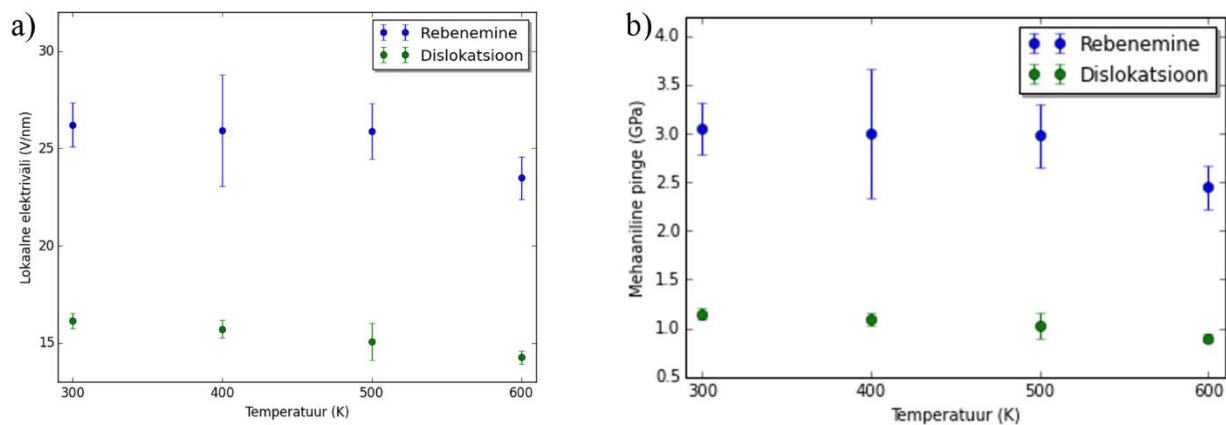 a)
30
25
20
15
Lokaalne elektriväli (V/nm)
Rebenemine
Dislokatsioon
300 400 500 600
Temperatuur (K)
b)
4.0
3.5
3.0
2.5
2.0
1.5
1.0
0.5
Mehaaniline pinge (GPa)
Rebenemine
Dislokatsioon
300 400 500 600
Temperatuur (K)